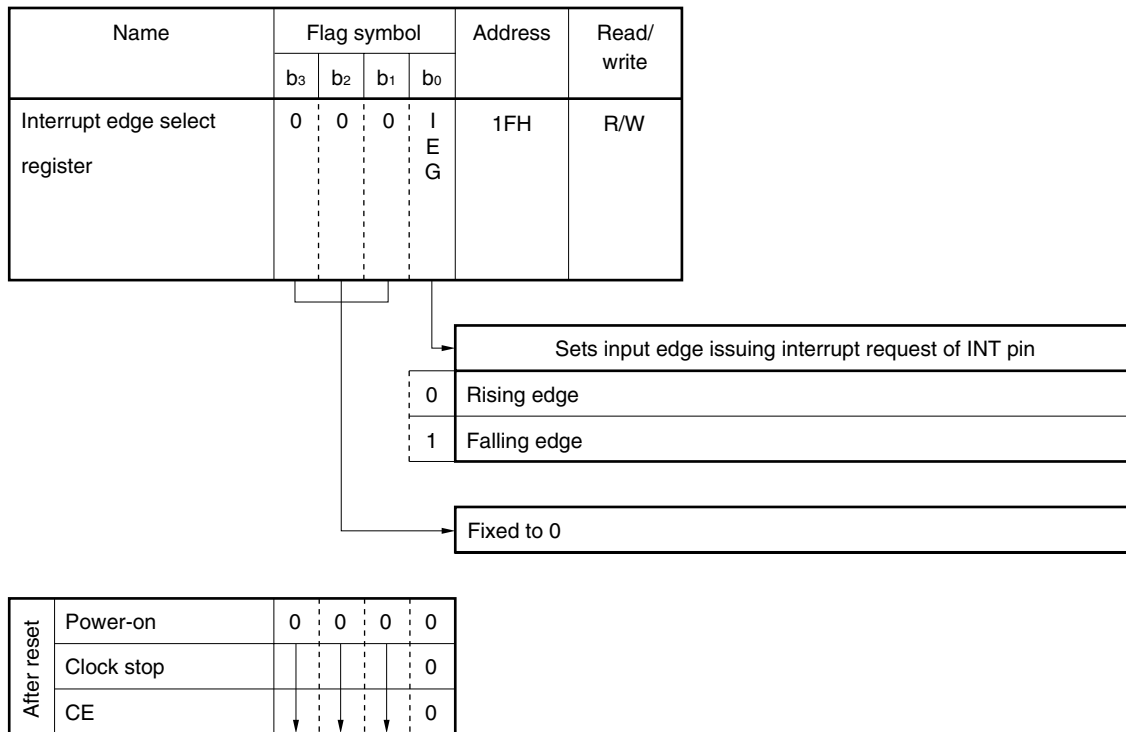 Name Flag symbol Address Read/
write
b3 b2 b1 b0
Interrupt edge select 0 0 0 I 1FH R/W
E
register
G
Sets input edge issuing interrupt request of INT pin
0 Rising edge
1 Falling edge
Fixed to 0
After reset
Power-on 0 0 0 0
Clock stop 0
CE 0